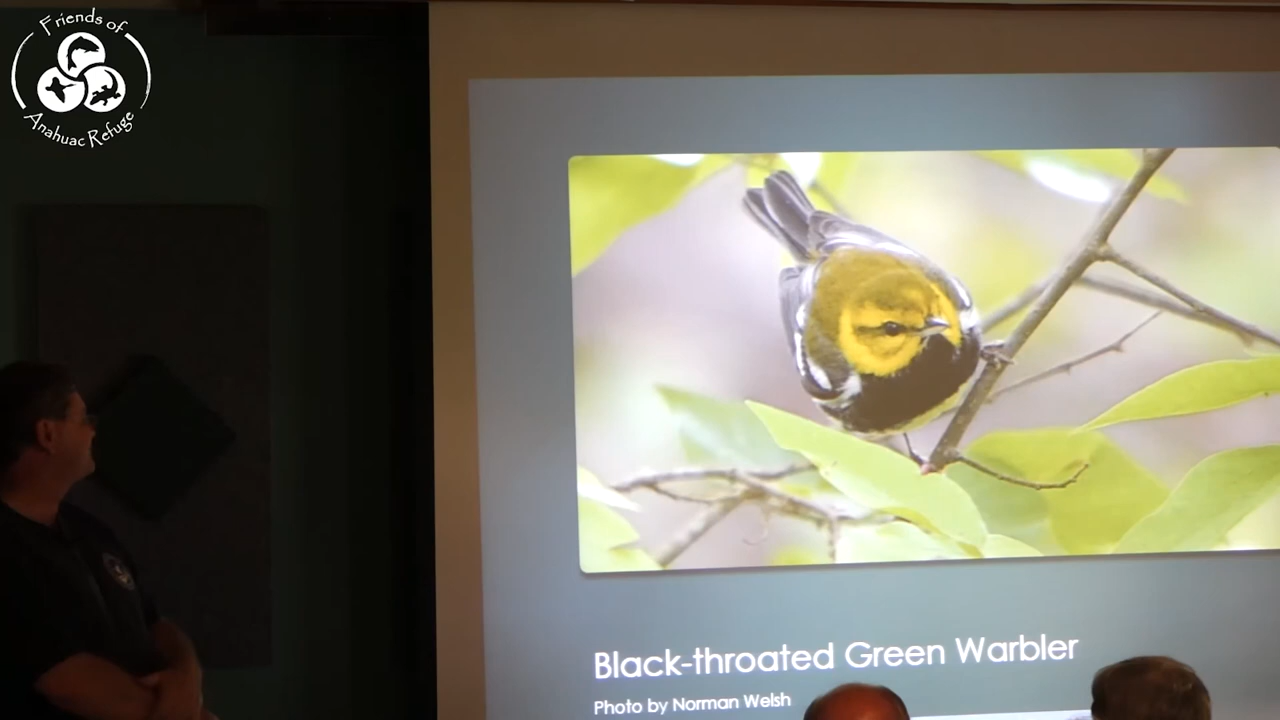 Friends of
Anahuac Refuge
Black-throated Green Warbler
Photo by Norman Welsh